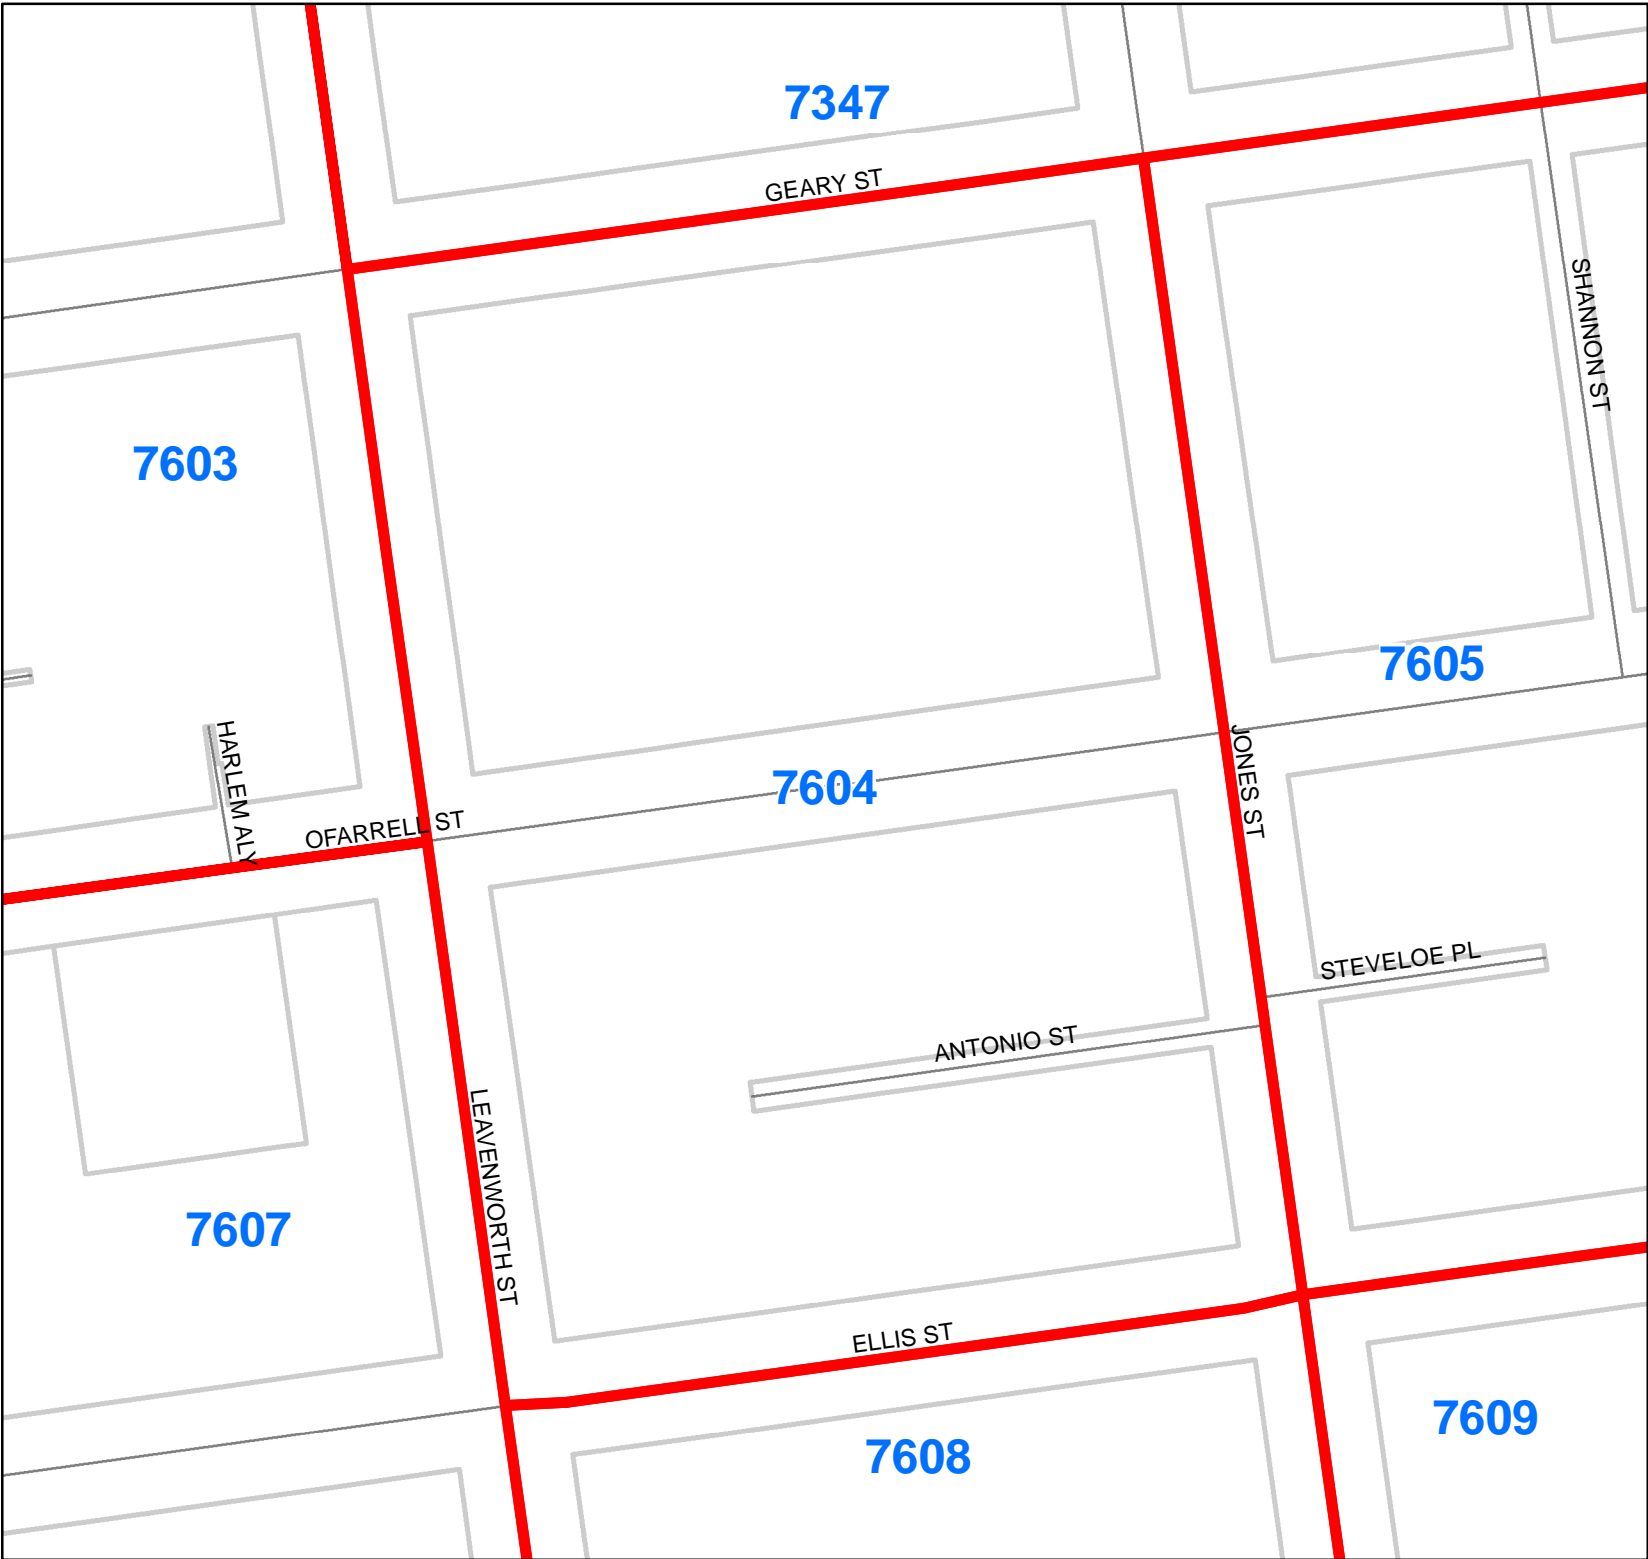 7347
GEARY ST
SHANNON ST
7603
7605
HARLEM ALY
JONES ST
7604
OFARRELL ST
STEVELOE PL
ANTONIO ST
LEAVENWORTH ST
7607
ELLIS ST
7609
7608